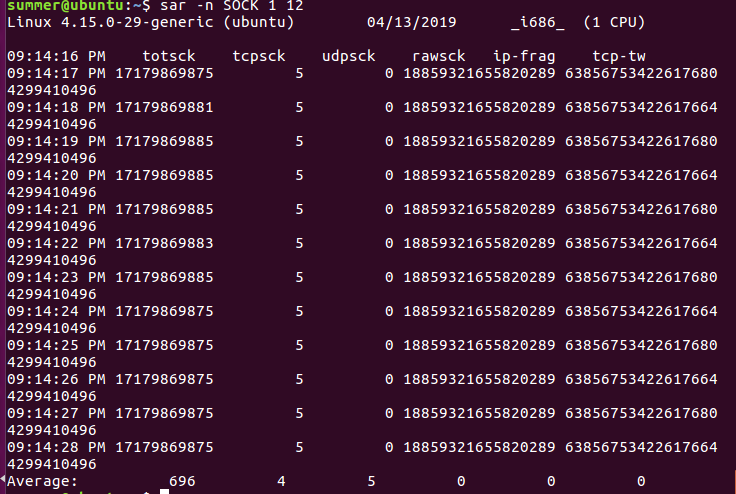 summer@ubuntu:~$ sar -n SOCK 1 12
Linux 4.15.0-29-generic (ubuntu)        04/13/2019      _i686_  (1 CPU)
09:14:16 PM    totsck    tcpsck    udpsck    rawsck   ip-frag    tcp-tw
09:14:17 PM 17179869875         5         0 18859321655820289 63856753422617680
4299410496
09:14:18 PM 17179869881         5         0 18859321655820289 63856753422617664
4299410496
09:14:19 PM 17179869885         5         0 18859321655820289 63856753422617680
4299410496
09:14:20 PM 17179869885         5         0 18859321655820289 63856753422617664
4299410496
09:14:21 PM 17179869885         5         0 18859321655820289 63856753422617680
4299410496
09:14:22 PM 17179869883         5         0 18859321655820289 63856753422617664
4299410496
09:14:23 PM 17179869885         5         0 18859321655820289 63856753422617680
4299410496
09:14:24 PM 17179869875         5         0 18859321655820289 63856753422617664
4299410496
09:14:25 PM 17179869875         5         0 18859321655820289 63856753422617680
4299410496
09:14:26 PM 17179869875         5         0 18859321655820289 63856753422617664
4299410496
09:14:27 PM 17179869875         5         0 18859321655820289 63856753422617680
4299410496
09:14:28 PM 17179869875         5         0 18859321655820289 63856753422617664
4299410496
Average:          696         4         5         0         0         0